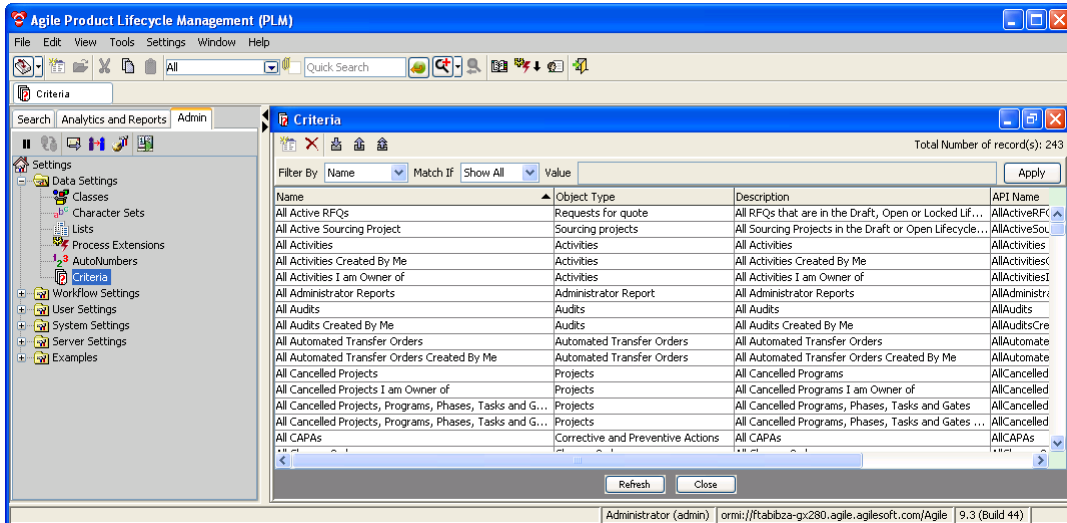 Agile Product Lifecycle Management (PLM)
File Edit View Tools Settings Window Help
All Quick Search
Criteria
Search Analytics and Reports Admin
Settings
Data Settings
Classes
Character Sets
Lists
Process Extensions
AutoNumbers
Criteria
Workflow Settings
User Settings
System Settings
Server Settings
Examples
Criteria
Total Number of record(s): 243
Filter By Name Match If Show All Value Apply
Name Object Type Description API Name
All Active RFQs Requests for quote All RFQs that are in the Draft, Open or Locked Lif... AllActiveRFQ
All Active Sourcing Project Sourcing projects All Sourcing Projects in the Draft or Open Lifecycle... AllActiveSou
All Activities Activities All Activities AllActivities
All Activities Created By Me Activities All Activities Created By Me AllActivities
All Activities I am Owner of Activities All Activities I am Owner of AllActivitiesI
All Administrator Reports Administrator Report All Administrator Reports AllAdministra
All Audits Audits All Audits AllAudits
All Audits Created By Me Audits All Audits Created By Me AllAuditsCre
All Automated Transfer Orders Automated Transfer Orders All Automated Transfer Orders AllAutomate
All Automated Transfer Orders Created By Me Automated Transfer Orders All Automated Transfer Orders Created By Me AllAutomate
All Cancelled Projects Projects All Cancelled Programs AllCancelled
All Cancelled Projects I am Owner of Projects All Cancelled Programs I am Owner of AllCancelled
All Cancelled Projects, Programs, Phases, Tasks and G... Projects All Cancelled Programs, Phases, Tasks and Gates AllCancelled
All Cancelled Projects, Programs, Phases, Tasks and G... Projects All Cancelled Programs, Phases, Tasks and Gates ... AllCancelled
All CAPAs Corrective and Preventive Actions All CAPAs AllCAPAs
Refresh Close
Administrator (admin) ormi://ftabibza-gx280.agile.agilesoft.com/Agile 9.3 (Build 44)